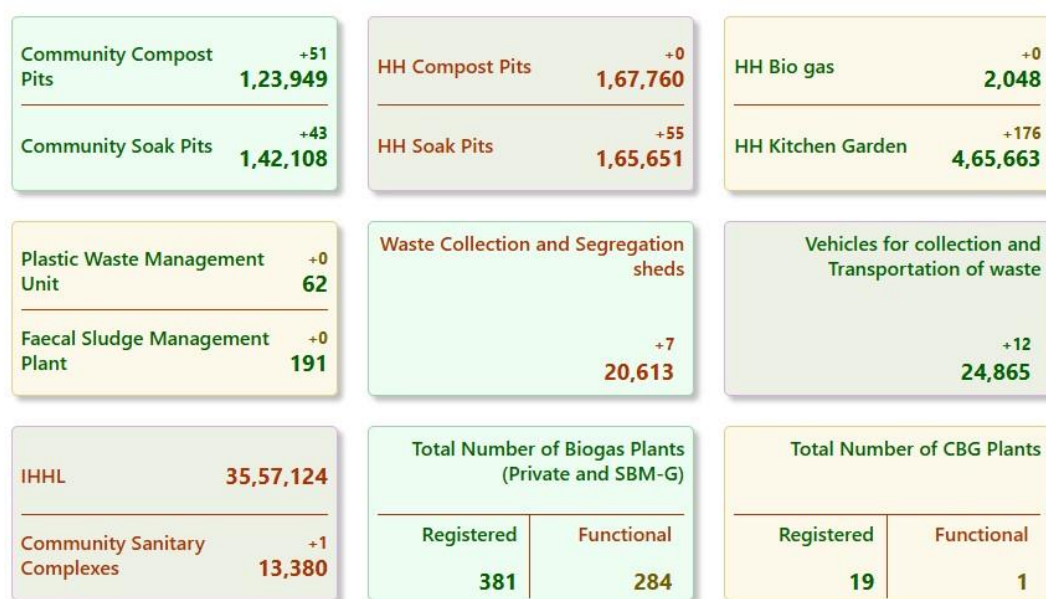 Community Compost
Pits
+51
1,23,949
Community Soak Pits
+43
1,42,108
HH Compost Pits
+0
1,67,760
HH Soak Pits
+55
1,65,651
HH Bio gas
+0
2,048
HH Kitchen Garden
+176
4,65,663
Plastic Waste Management
Unit
+0
62
Faecal Sludge Management
Plant
+0
191
Waste Collection and Segregation
sheds
+7
20,613
Vehicles for collection and
Transportation of waste
+12
24,865
IHHL
35,57,124
Community Sanitary
Complexes
+1
13,380
Total Number of Biogas Plants
(Private and SBM-G)
Registered
381
Functional
284
Total Number of CBG Plants
Registered
19
Functional
1